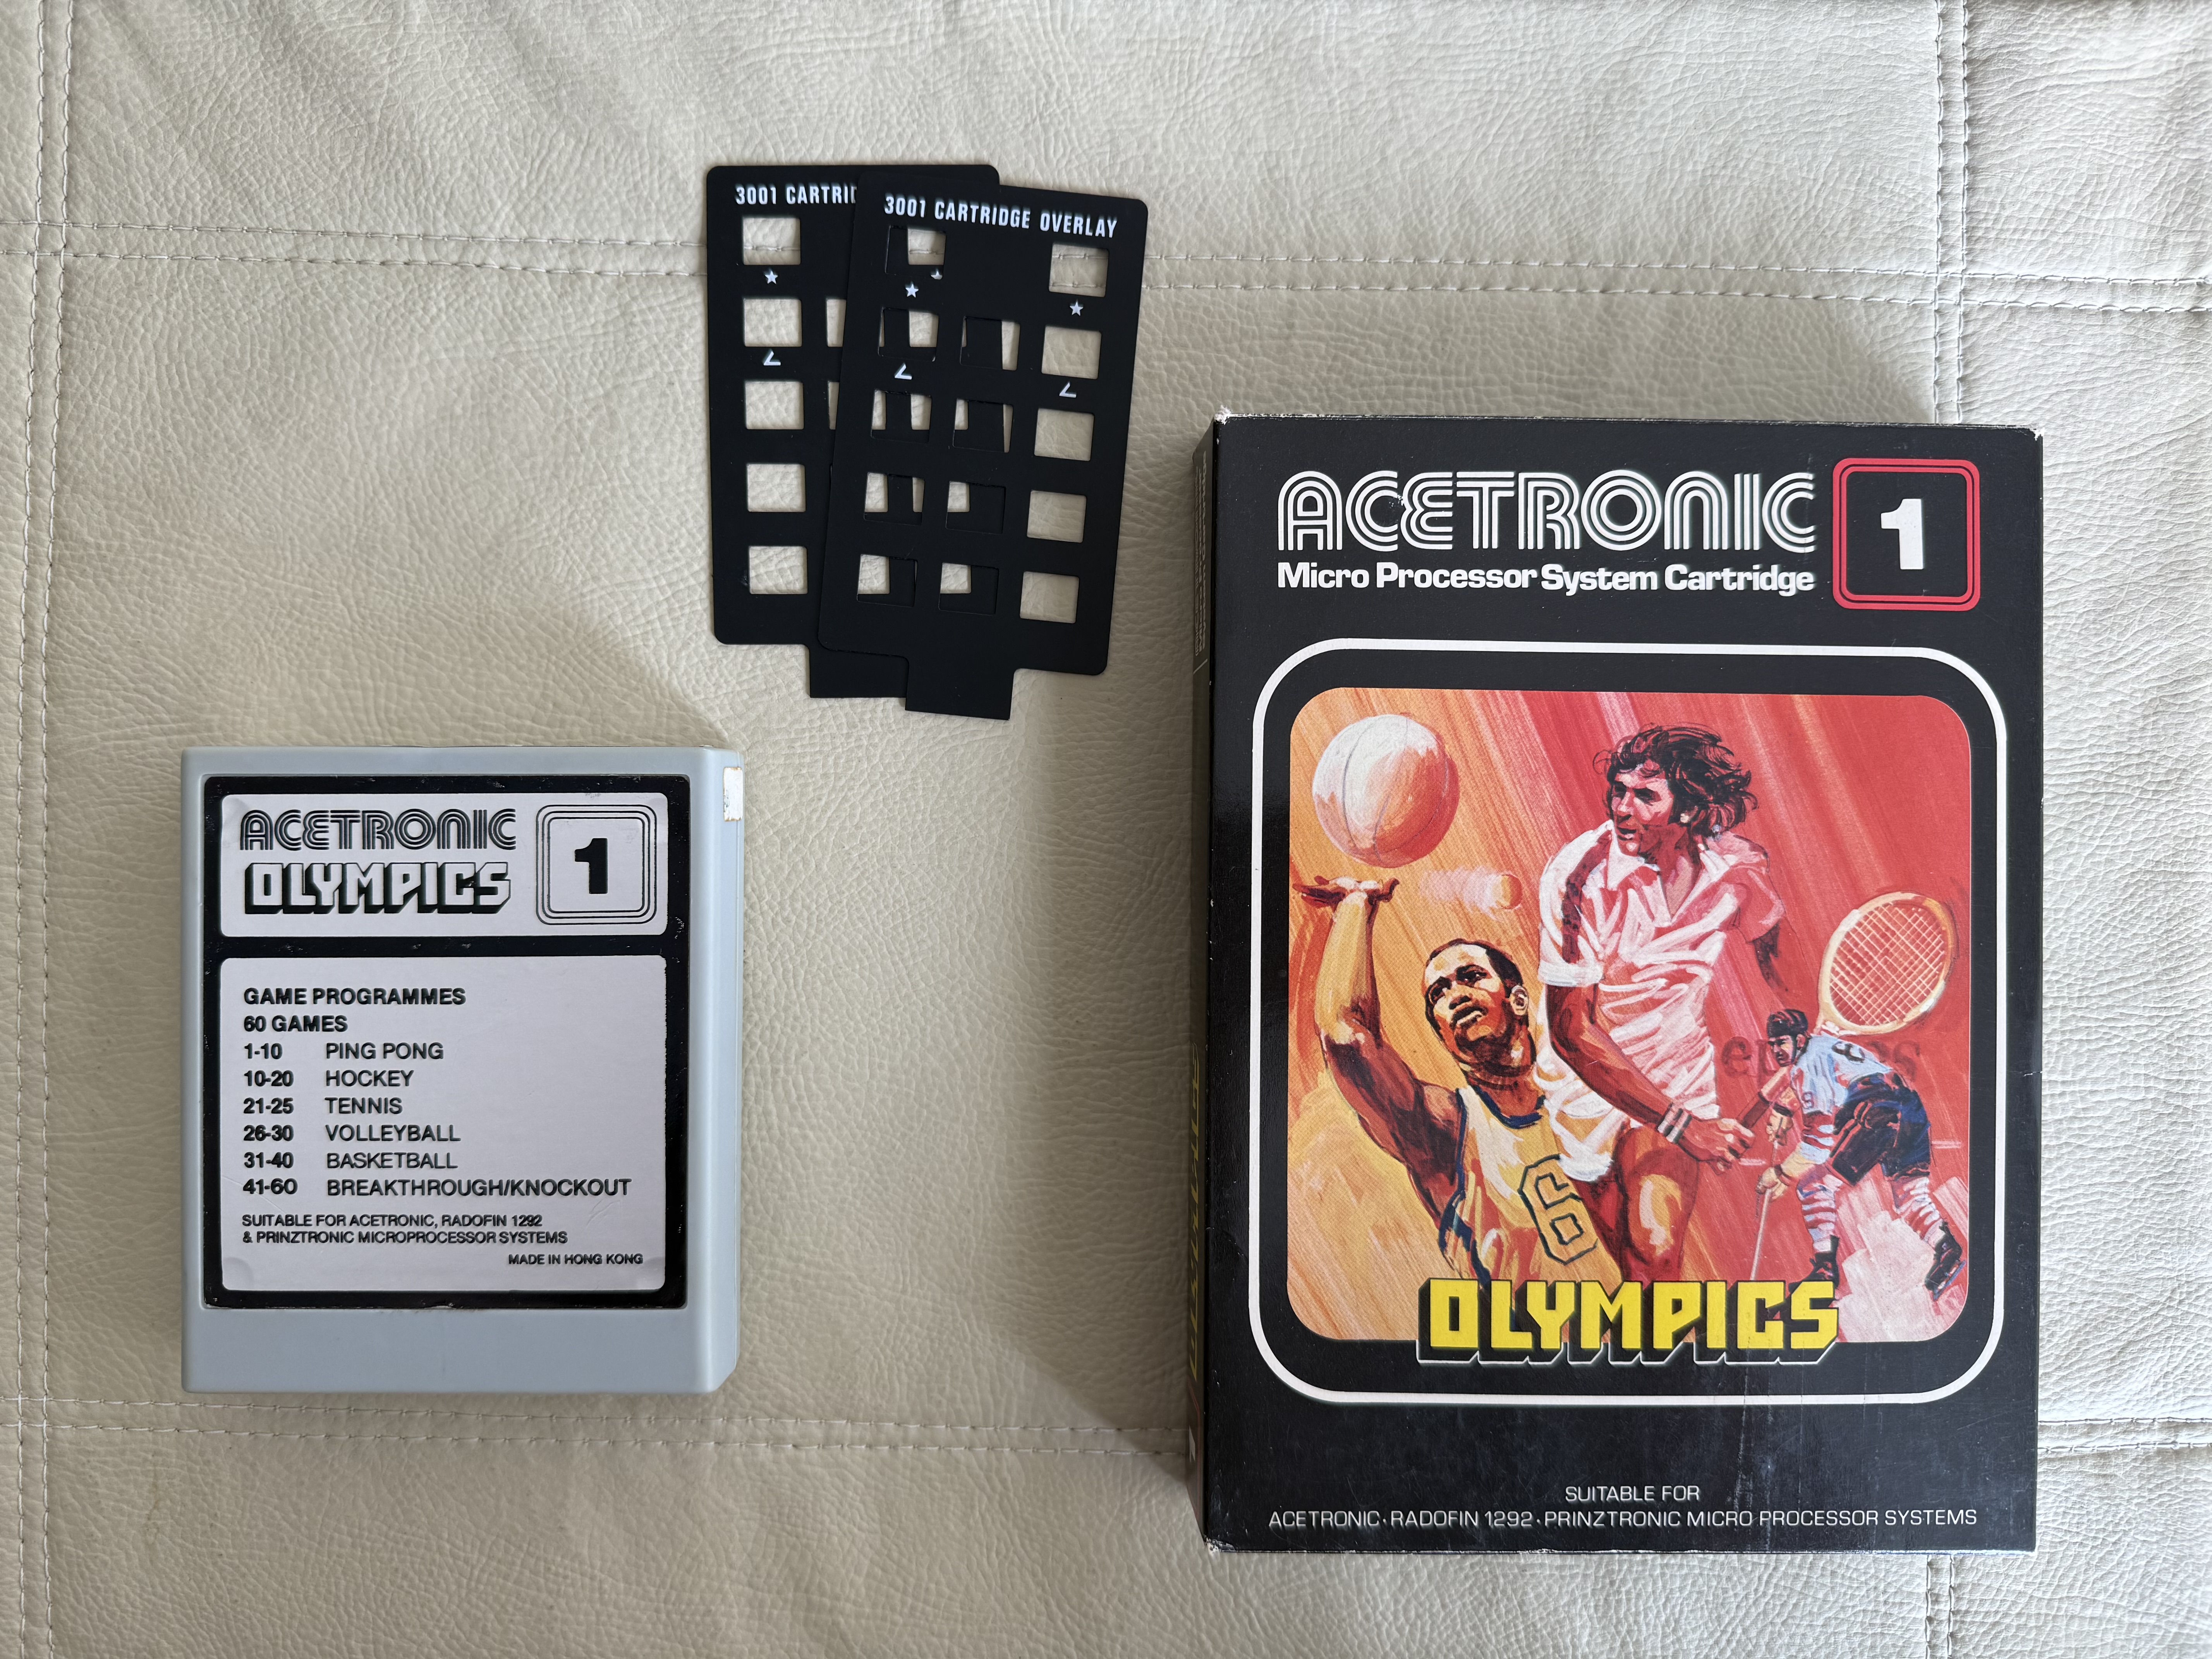 3001 CARTRID
3001 CARTRIDGE OVERLAY
ACETRONIC
OLYMPICS
1
GAME PROGRAMMES
60 GAMES
1-10 PING PONG
10-20 HOCKEY
21-25 TENNIS
26-30 VOLLEYBALL
31-40 BASKETBALL
41-60 BREAKTHROUGH/KNOCKOUT
SUITABLE FOR ACETRONIC, RADOFIN 1292
& PRINZTRONIC MICROPROCESSOR SYSTEMS
MADE IN HONG KONG
ACETRONIC
Micro Processor System Cartridge
1
8
6
OLYMPICS
SUITABLE FOR
ACETRONIC·RADOFIN 1292·PRINZTRONIC MICRO PROCESSOR SYSTEMS